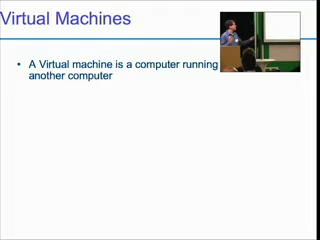 Virtual Machines
• A Virtual machine is a computer running
another computer